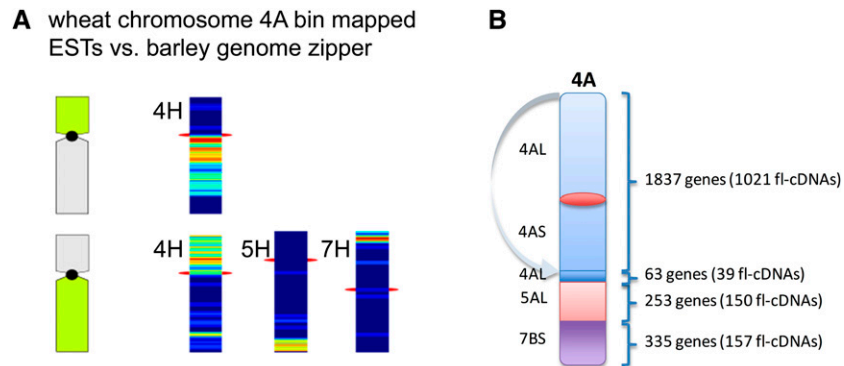 A wheat chromosome 4A bin mapped
ESTs vs. barley genome zipper
4H
4H 5H 7H
B
4A
4AL
1837 genes (1021 fl-cDNAs)
4AS
4AL 63 genes (39 fl-cDNAs)
5AL 253 genes (150 fl-cDNAs)
7BS 335 genes (157 fl-cDNAs)